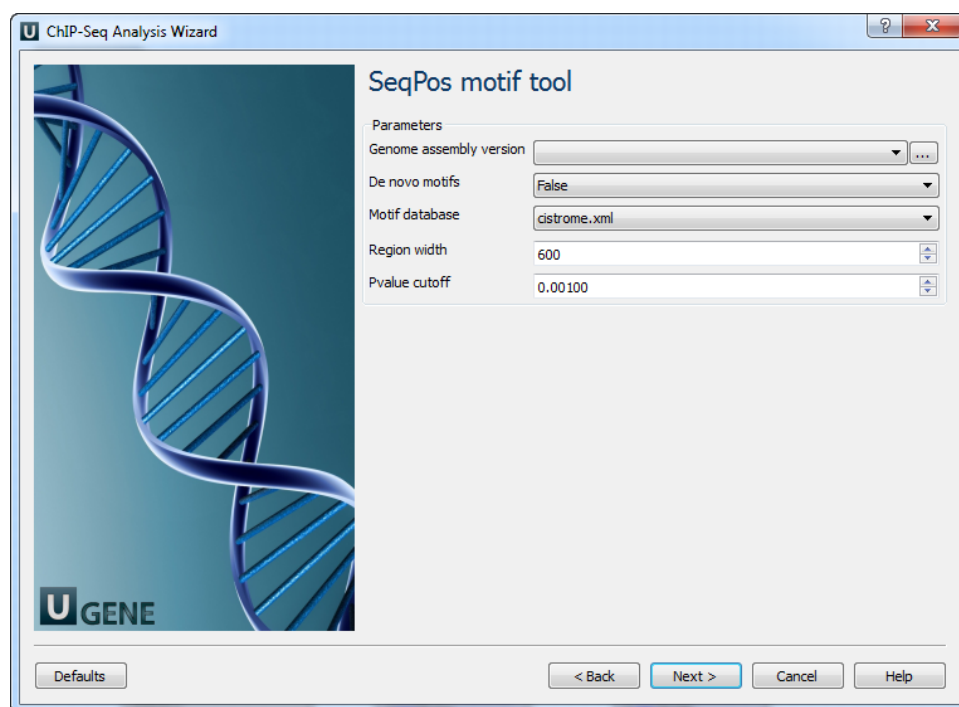 U ChIP-Seq Analysis Wizard
?
SeqPos motif tool
Parameters
Genome assembly version
...
De novo motifs
False
Motif database
cistrome.xml
Region width
600
Pvalue cutoff
0.00100
U GENE
Defaults
< Back
Next >
Cancel
Help